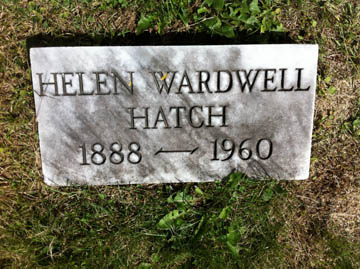 HELEN WARDWELL
HATCH
1888 — 1960